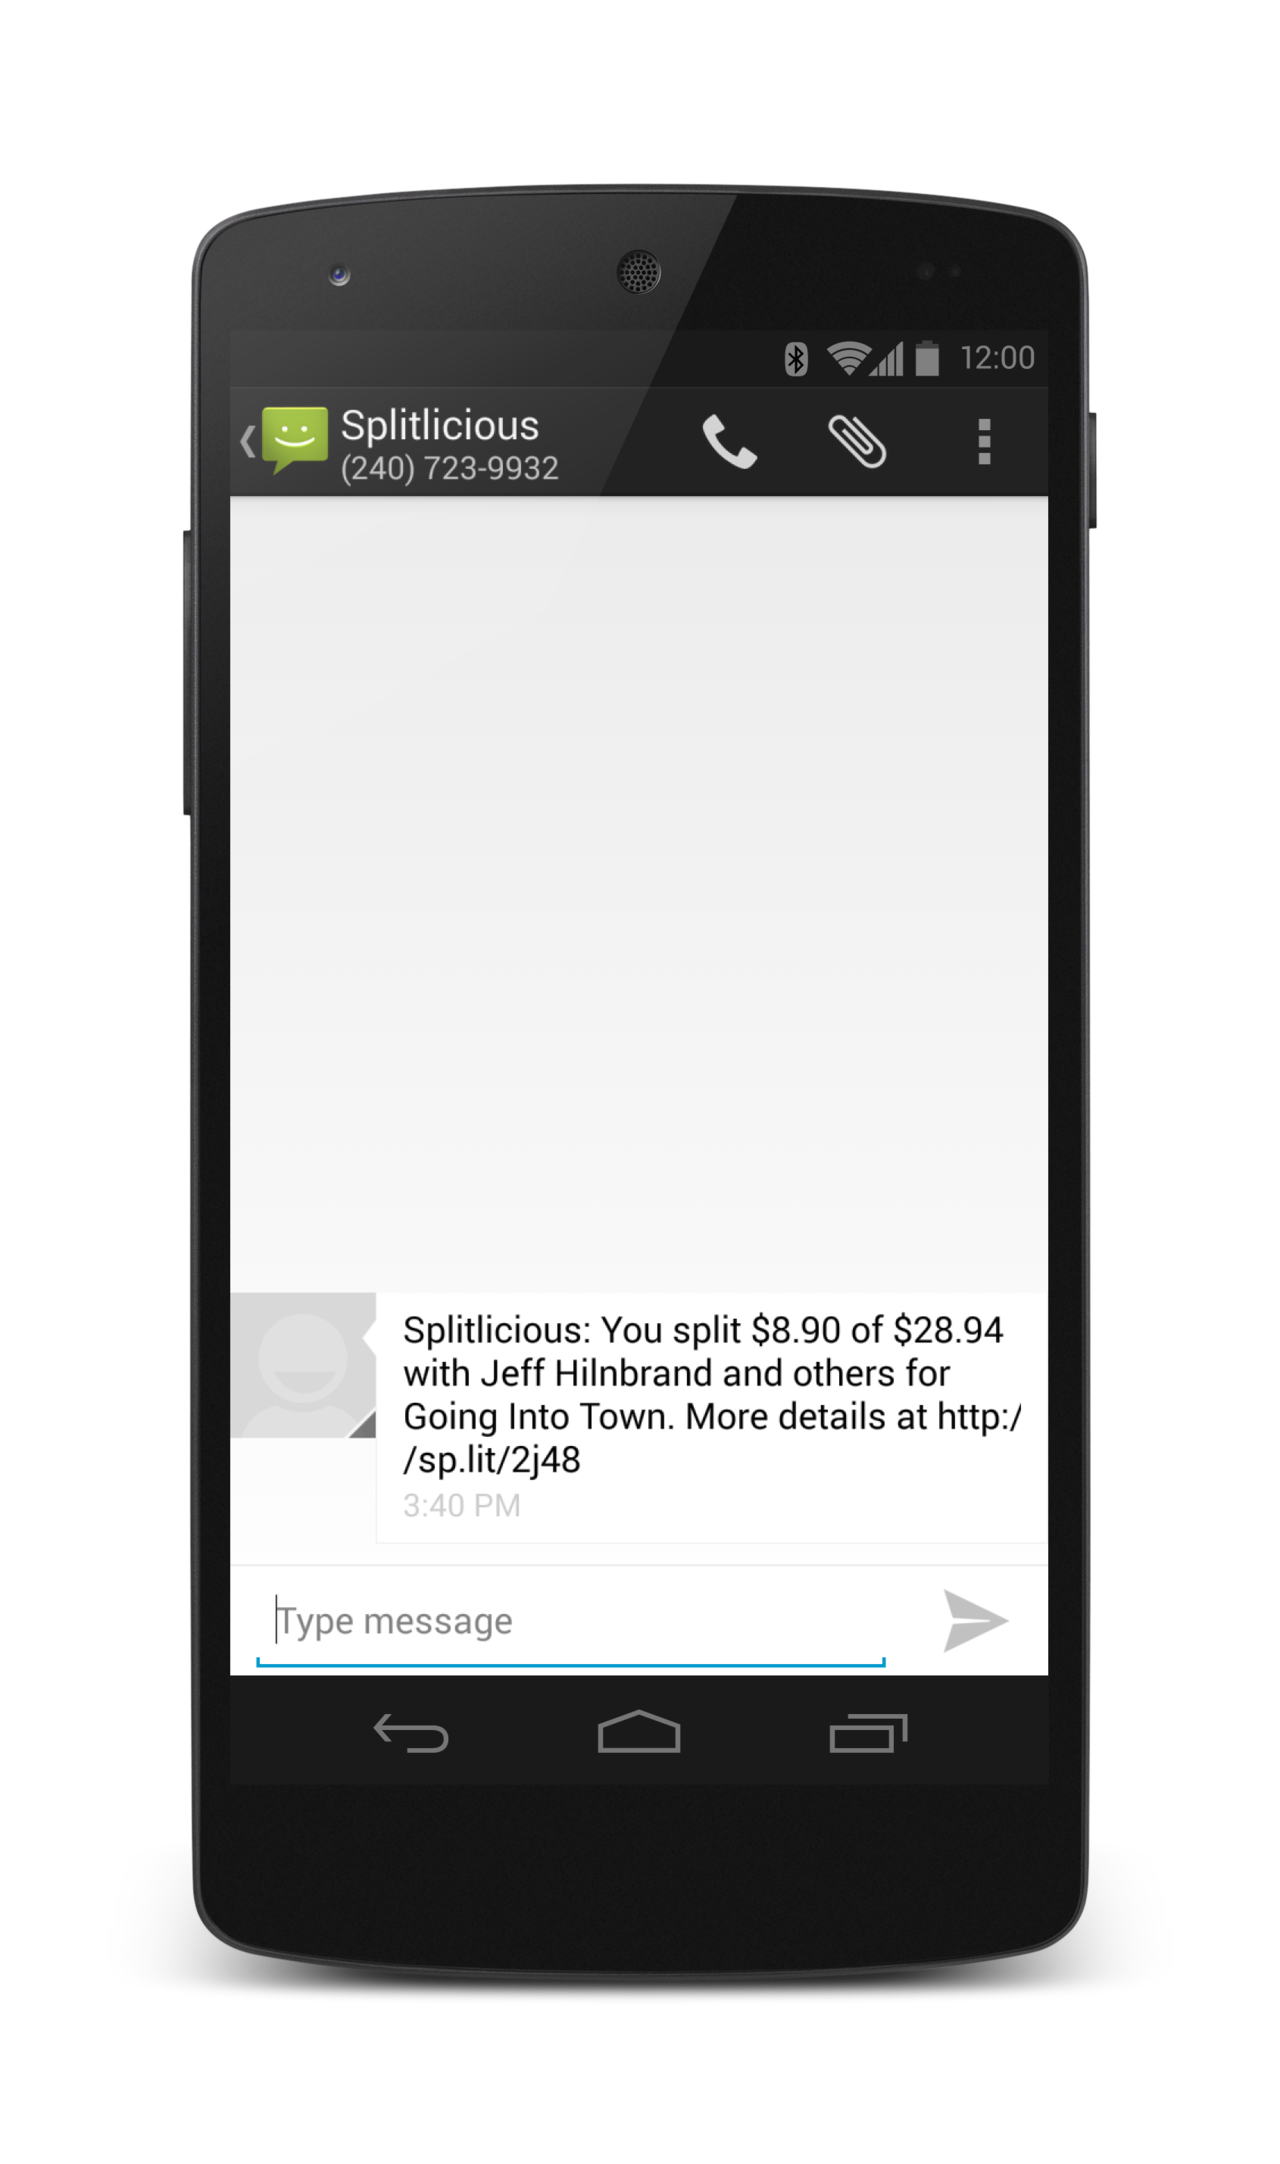 12:00
Splitlicious
(240) 723-9932
Splitlicious: You split $8.90 of $28.94
with Jeff Hilnbrand and others for
Going Into Town. More details at http:/
/sp.lit/2j48
3:40 PM
Type message